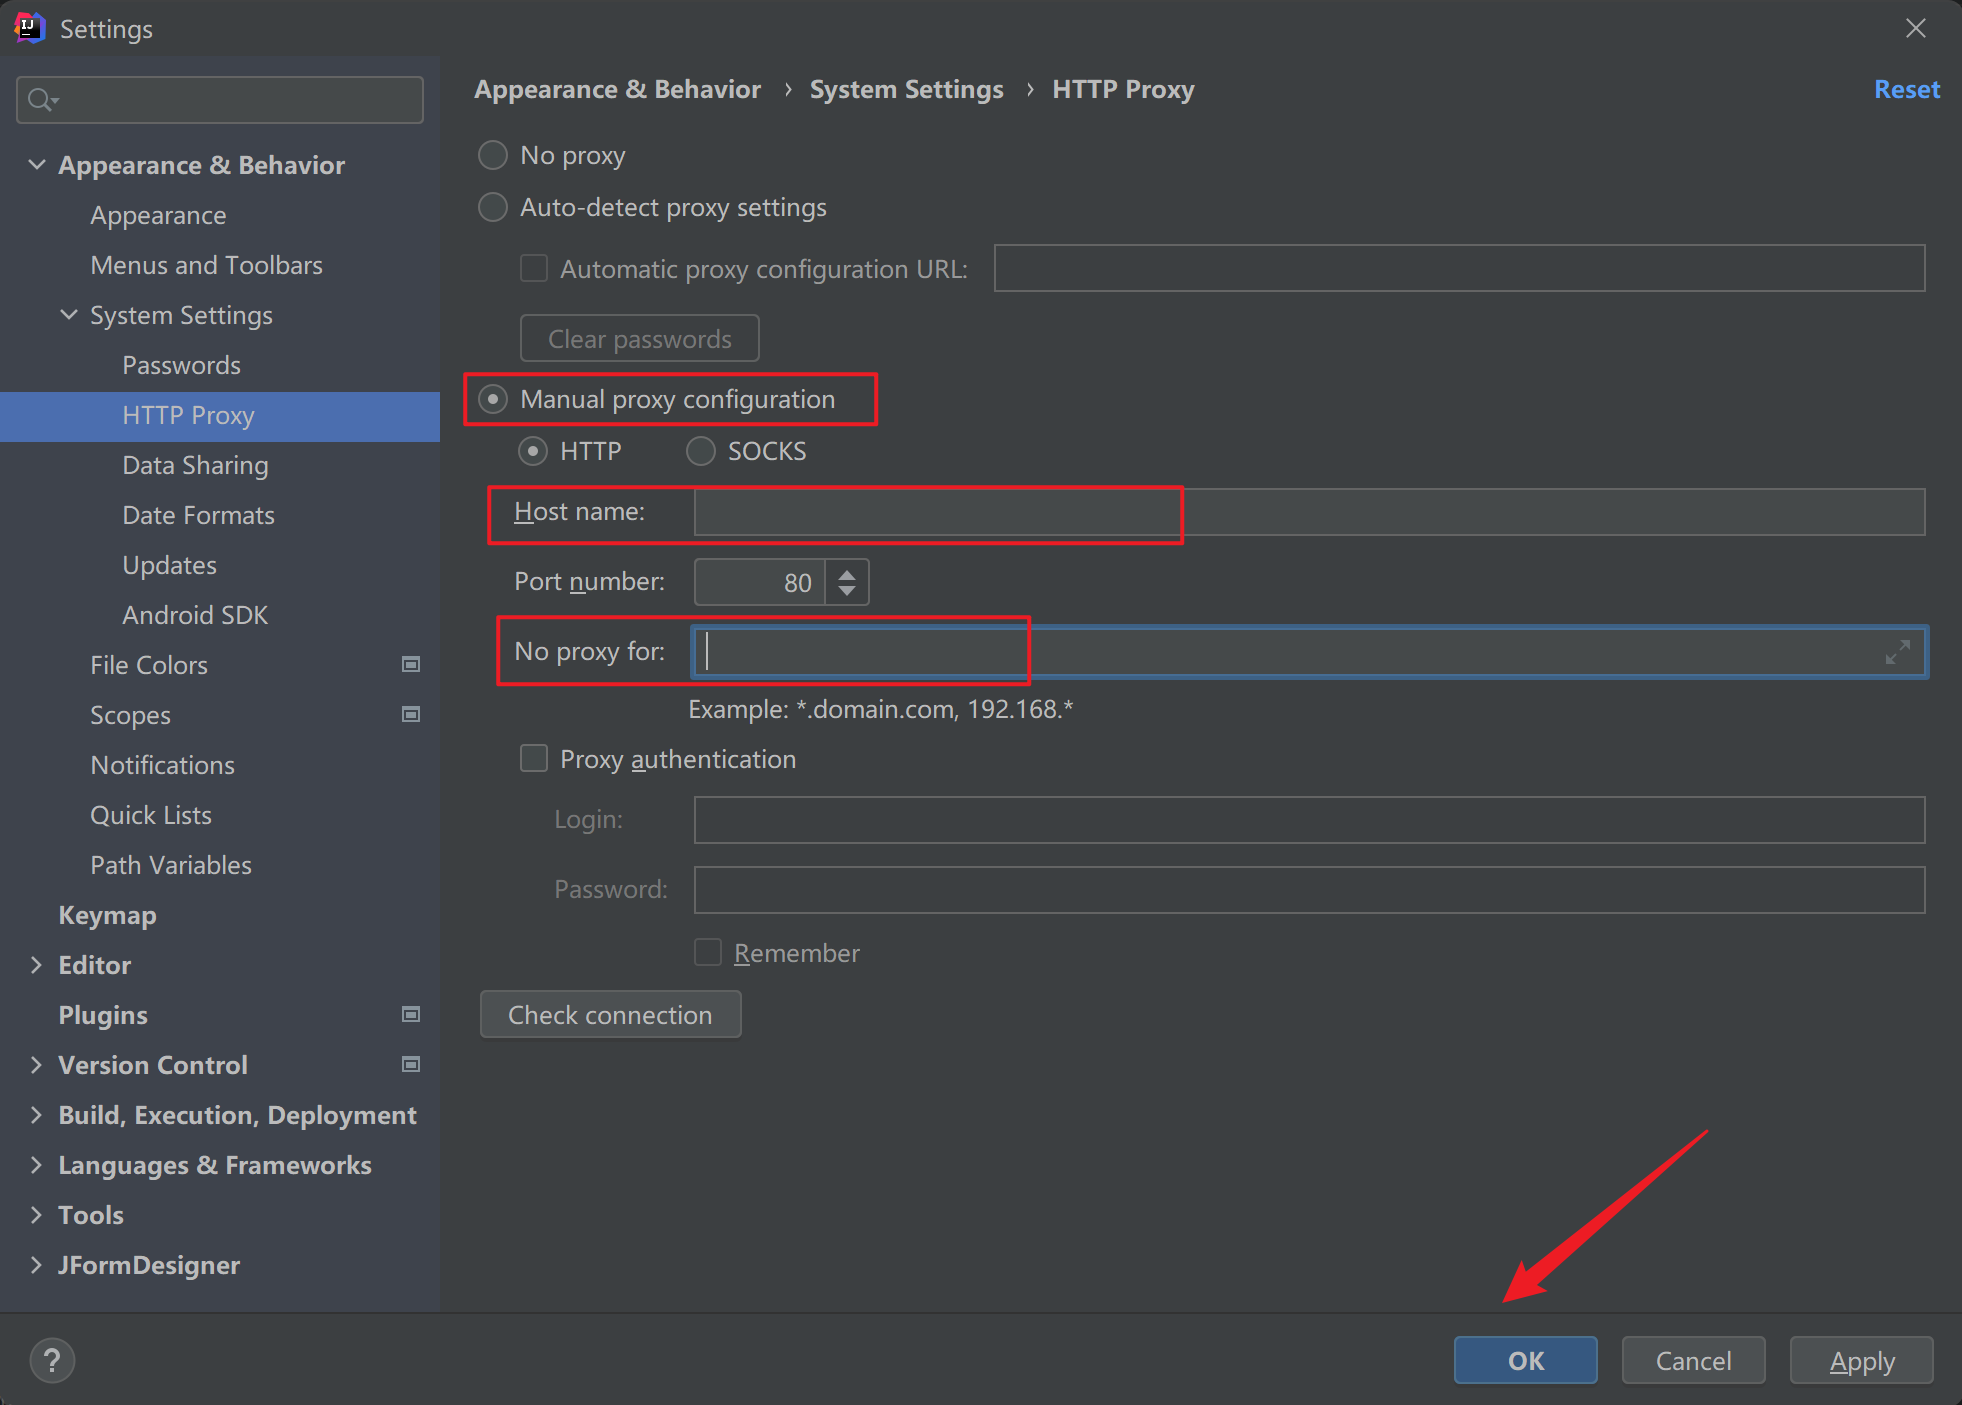 IJ
Settings
Appearance & Behavior
Appearance
Menus and Toolbars
System Settings
Passwords
HTTP Proxy
Data Sharing
Date Formats
Updates
Android SDK
File Colors
Scopes
Notifications
Quick Lists
Path Variables
Keymap
Editor
Plugins
Version Control
Build, Execution, Deployment
Languages & Frameworks
Tools
JFormDesigner
Appearance & Behavior › System Settings › HTTP Proxy
Reset
No proxy
Auto-detect proxy settings
Automatic proxy configuration URL:
Clear passwords
Manual proxy configuration
HTTP SOCKS
Host name:
Port number: 80
No proxy for:
Example: *.domain.com, 192.168.*
Proxy authentication
Login:
Password:
Remember
Check connection
? OK Cancel Apply